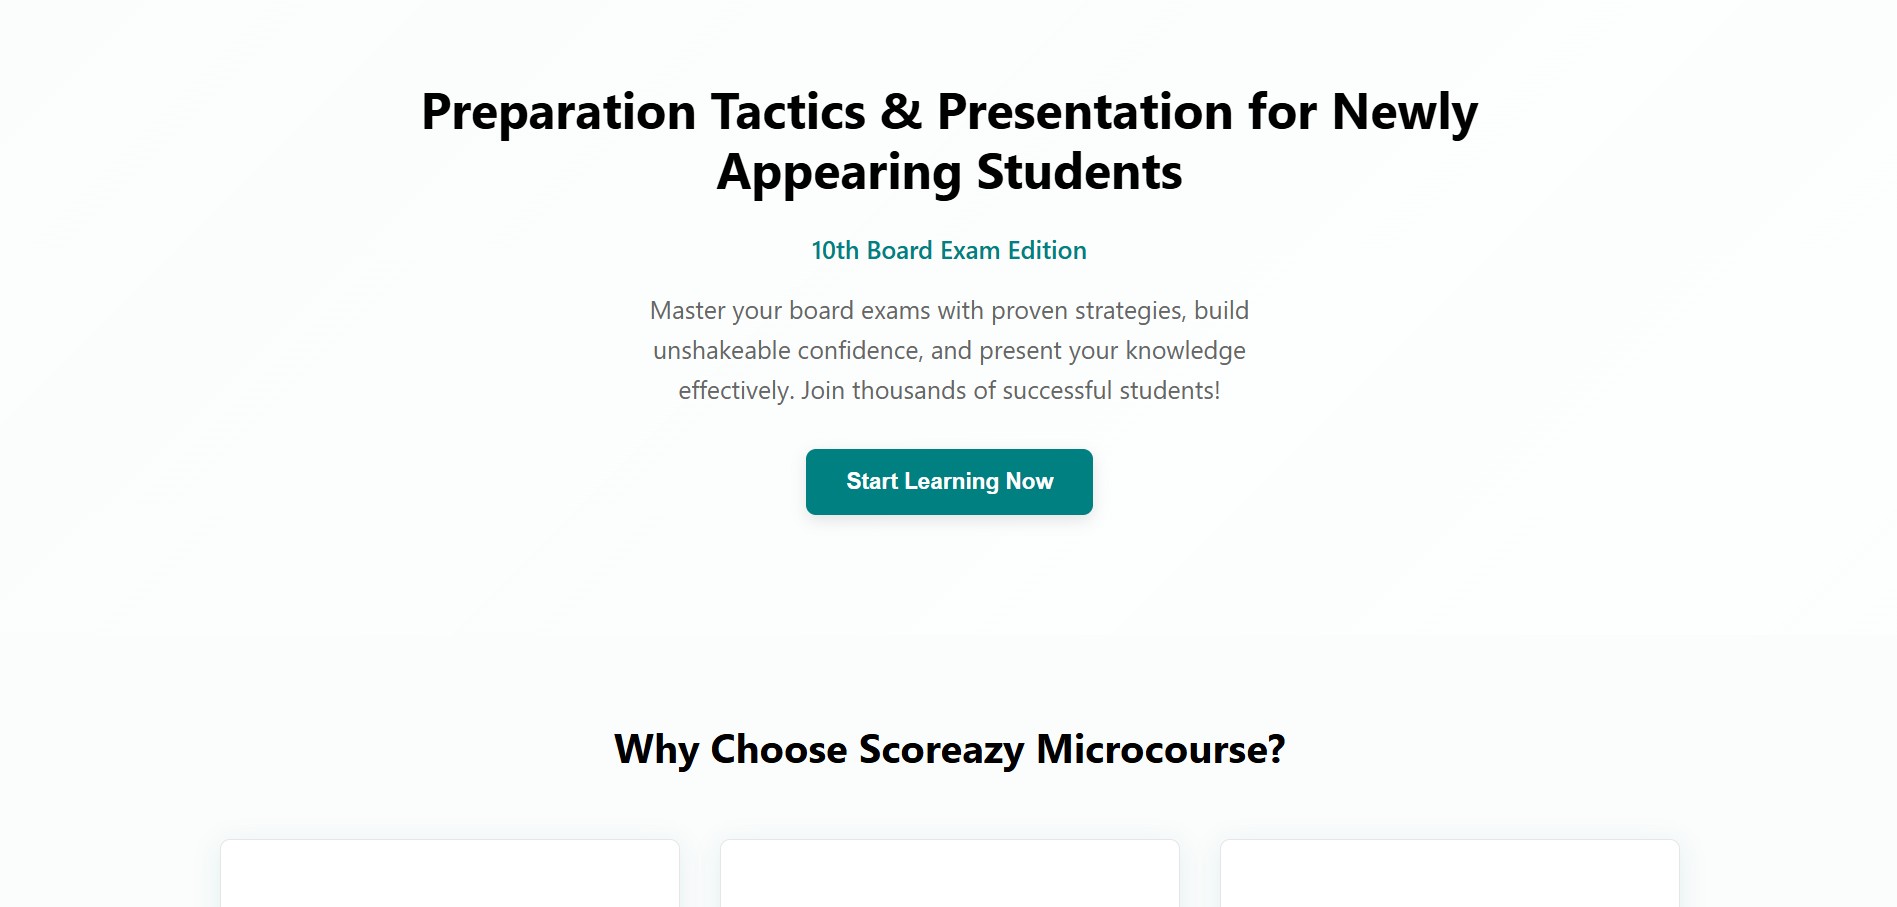 Preparation Tactics & Presentation for Newly
Appearing Students
10th Board Exam Edition
Master your board exams with proven strategies, build
unshakeable confidence, and present your knowledge
effectively. Join thousands of successful students!
Start Learning Now
Why Choose Scoreazy Microcourse?